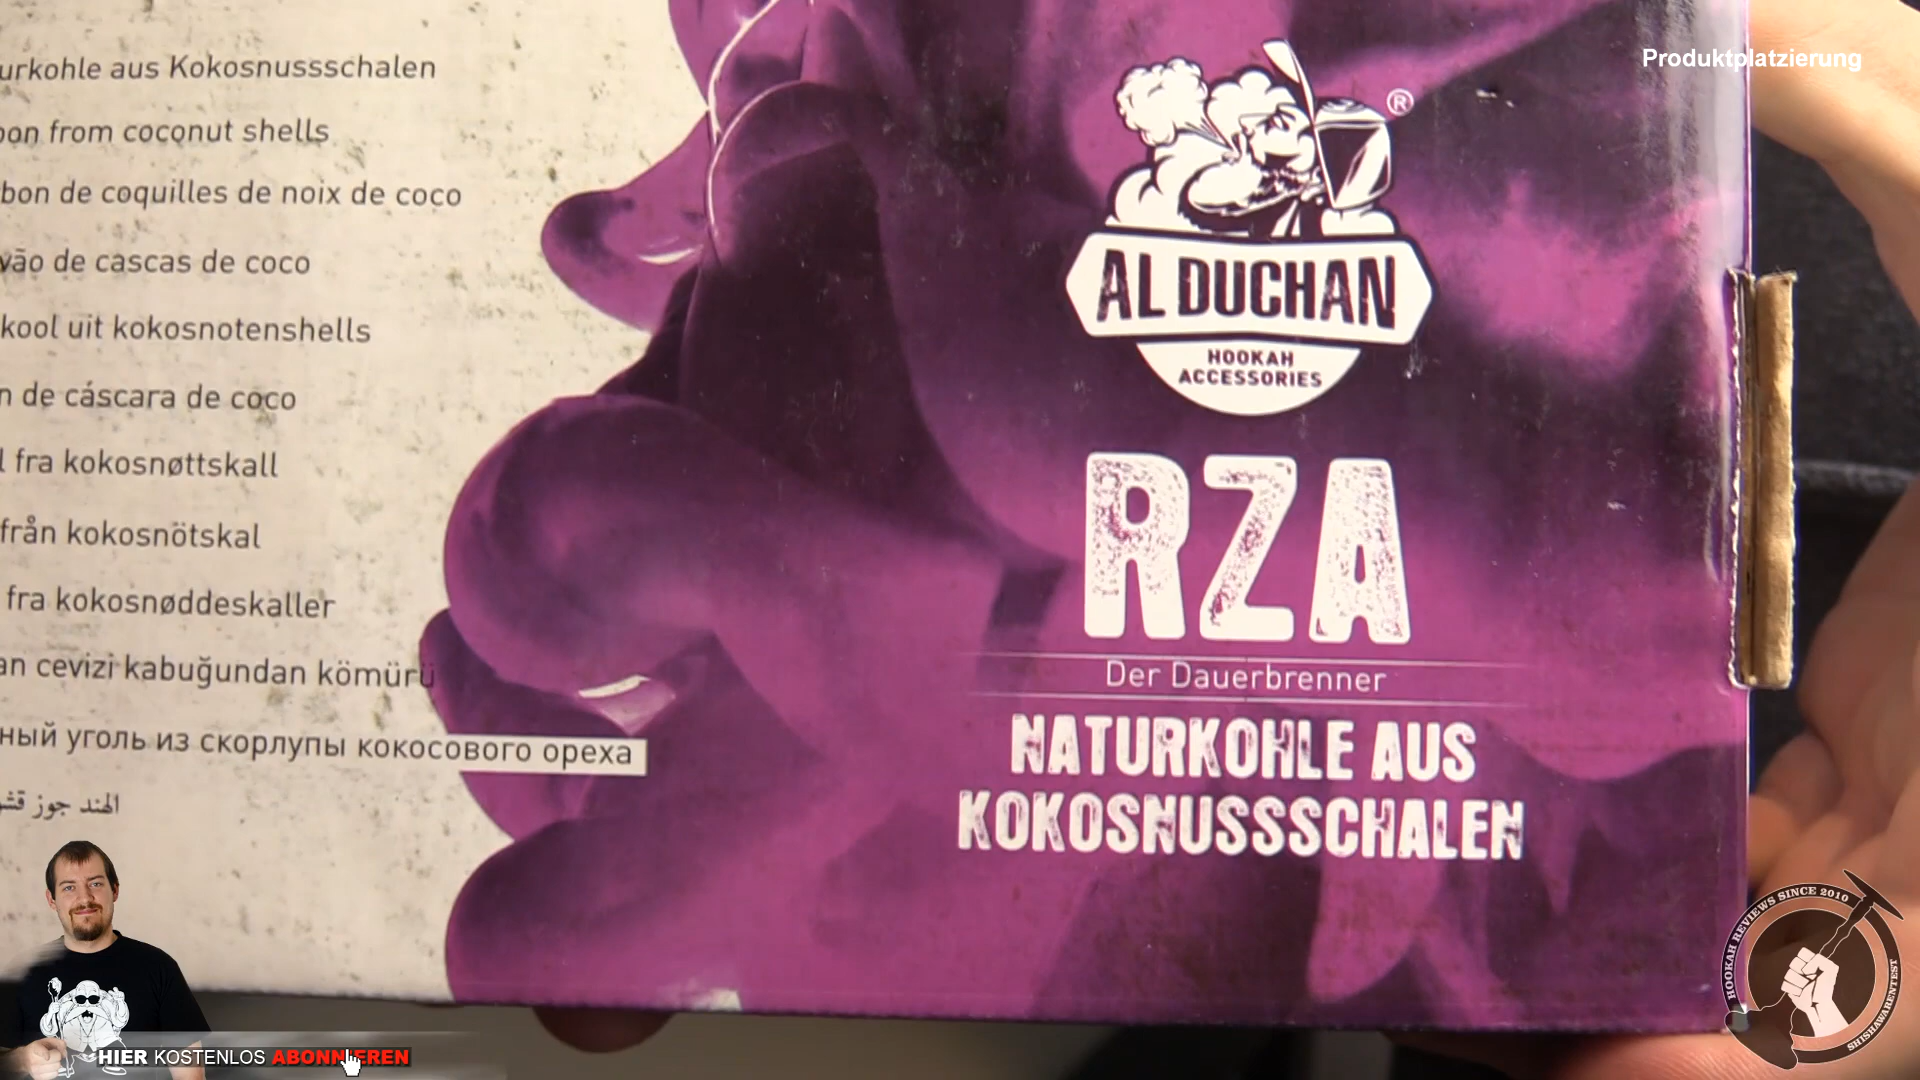 urkohle aus Kokosnussschalen
from coconut shells
bon de coquilles de noix de coco
vão de cascas de coco
kool uit kokosnotenshells
n de cáscara de coco
l fra kokosnøttskall
från kokosnötskal
fra kokosnøddeskaller
an cevizi kabuğundan kömürü
ный уголь из скорлупы кокосового ореха
الهند جوز قش
Produktplatzierung
®
AL DUCHAN
HOOKAH
ACCESSORIES
RZA
Der Dauerbrenner
NATURKOHLE AUS
KOKOSNUSSSCHALEN
HIER KOSTENLOS ABONNIEREN
HOOKAH REVIEWS SINCE 2010
SHISHAWARENTEST